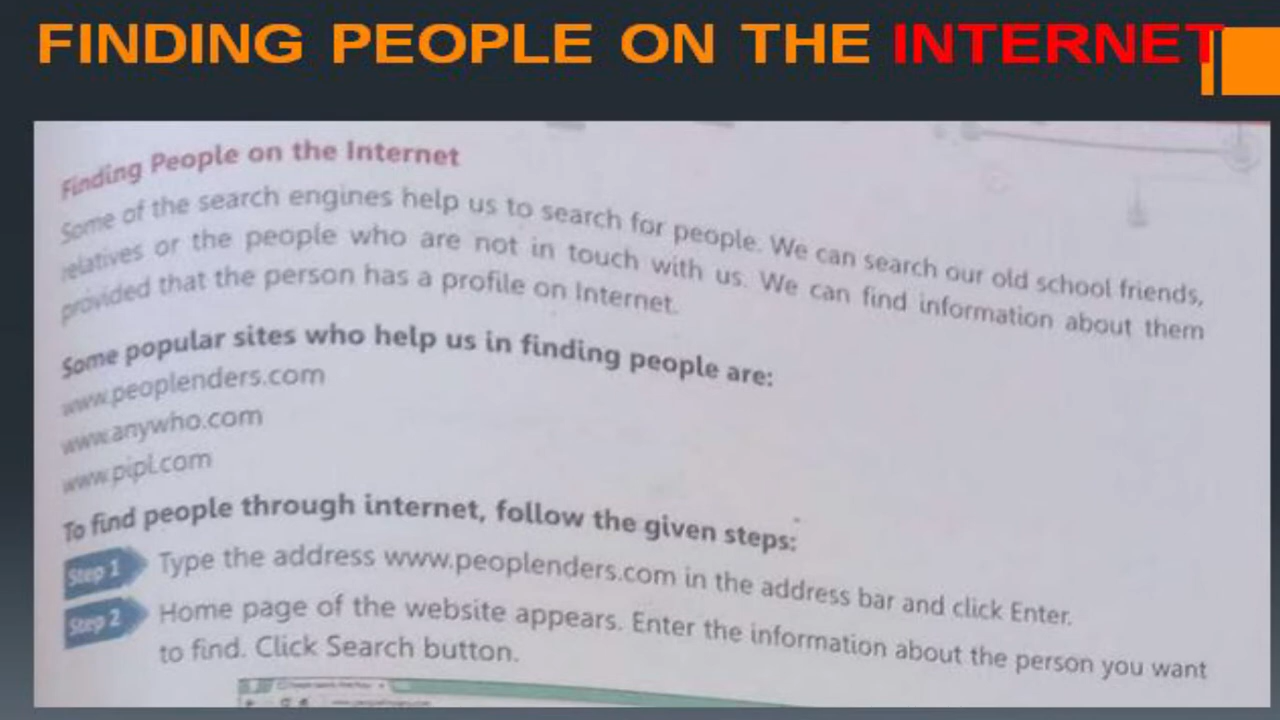 FINDING PEOPLE ON THE INTERNET
Finding People on the Internet
Some of the search engines help us to search for people. We can search our old school friends,
relatives or the people who are not in touch with us. We can find information about them
provided that the person has a profile on Internet.
Some popular sites who help us in finding people are:
www.peoplenders.com
www.anywho.com
www.pipl.com
To find people through internet, follow the given steps:
Step 1 Type the address www.peoplenders.com in the address bar and click Enter.
Step 2 Home page of the website appears. Enter the information about the person you want
to find. Click Search button.